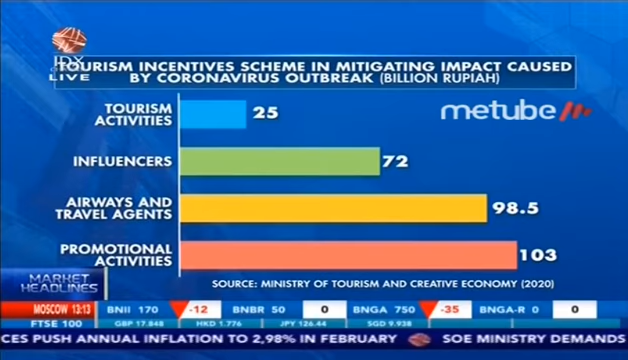 IDX
LIVE
TOURISM INCENTIVES SCHEME IN MITIGATING IMPACT CAUSED
BY CORONAVIRUS OUTBREAK (BILLION RUPIAH)
metube
TOURISM
ACTIVITIES
25
INFLUENCERS
72
AIRWAYS AND
TRAVEL AGENTS
98.5
PROMOTIONAL
ACTIVITIES
103
SOURCE: MINISTRY OF TOURISM AND CREATIVE ECONOMY (2020)
MARKET
HEADLINES
MOSCOW 13:13 BNII 170 -12 BNBR 50 0 BNGA 750 -35 BNGA-R 0 0
FTSE 100 GBP 17.848 HKD 1.776 JPY 126.44 SGD 9.938
CES PUSH ANNUAL INFLATION TO 2,98% IN FEBRUARY SOE MINISTRY DEMANDS